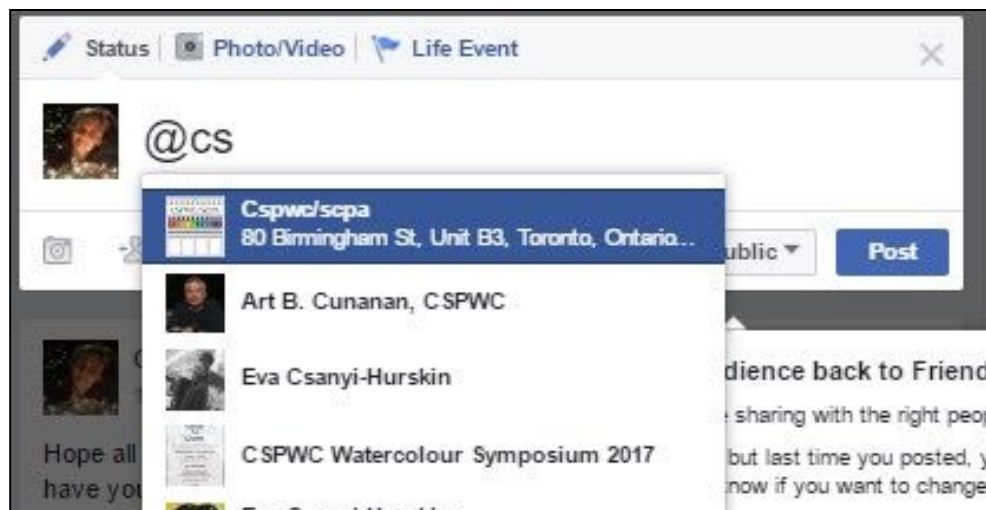 Status Photo/Video Life Event
@cs
Cspwc/scpa
80 Birmingham St, Unit B3, Toronto, Ontario...
ublic Post
Art B. Cunanan, CSPWC
Eva Csanyi-Hurskin
dience back to Friend
sharing with the right peop
Hope all
CSPWC Watercolour Symposium 2017
but last time you posted, y
have you
now if you want to change